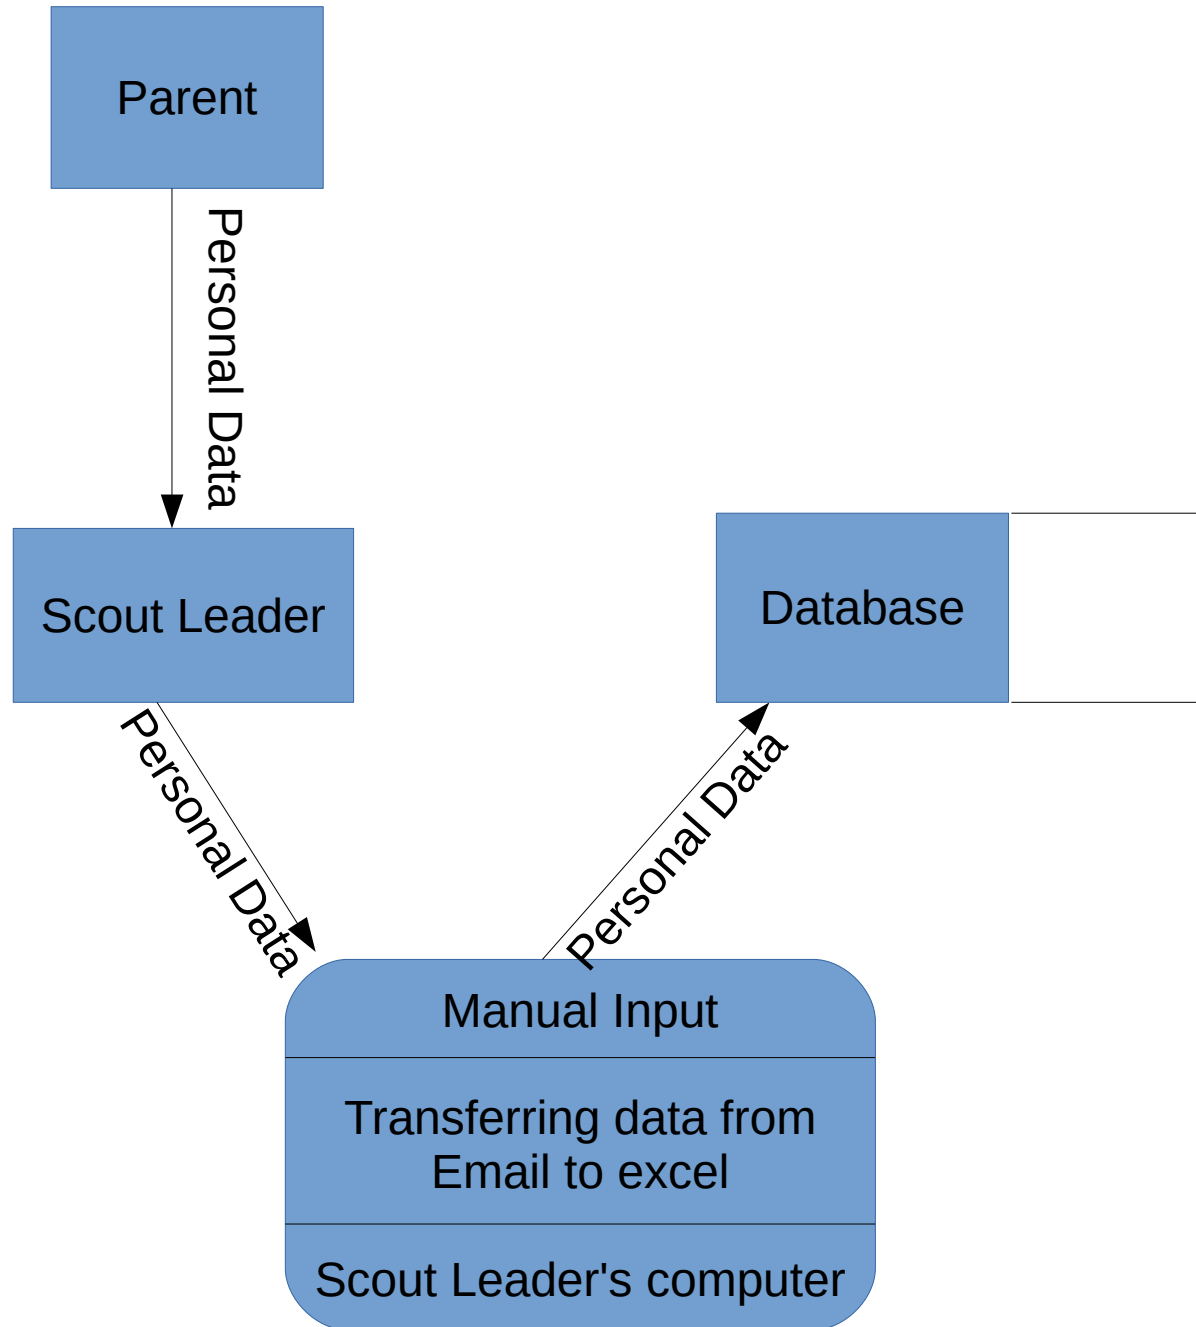 Parent
Personal Data
Scout Leader
Database
Personal Data
Personal Data
Manual Input
Transferring data from
Email to excel
Scout Leader's computer